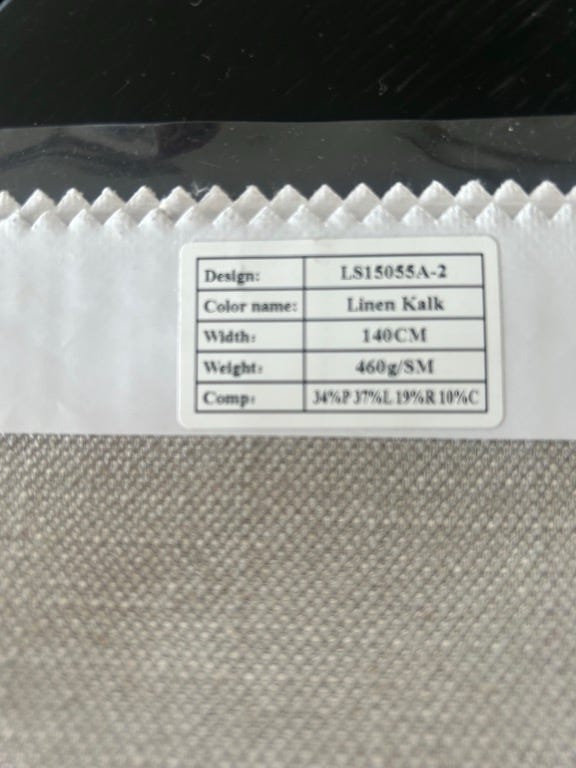 Design: LS15055A-2
Color name: Linen Kalk
Width: 140CM
Weight: 460g/SM
Comp: 34%P 37%L 19%R 10%C